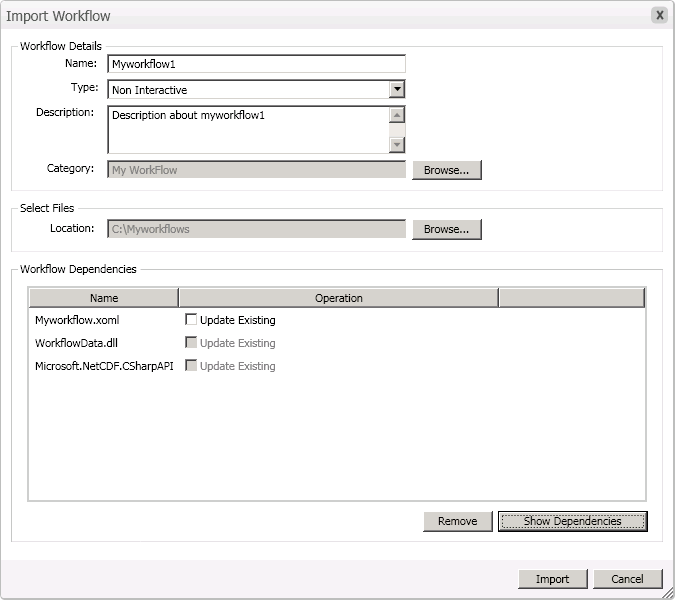 Import Workflow X
Workflow Details
Name: Myworkflow1
Type: Non Interactive
Description: Description about myworkflow1
Category: My WorkFlow Browse...
Select Files
Location: C:\Myworkflows Browse...
Workflow Dependencies
Name Operation
Myworkflow.xoml Update Existing
WorkflowData.dll Update Existing
Microsoft.NetCDF.CSharpAPI Update Existing
Remove Show Dependencies
Import Cancel